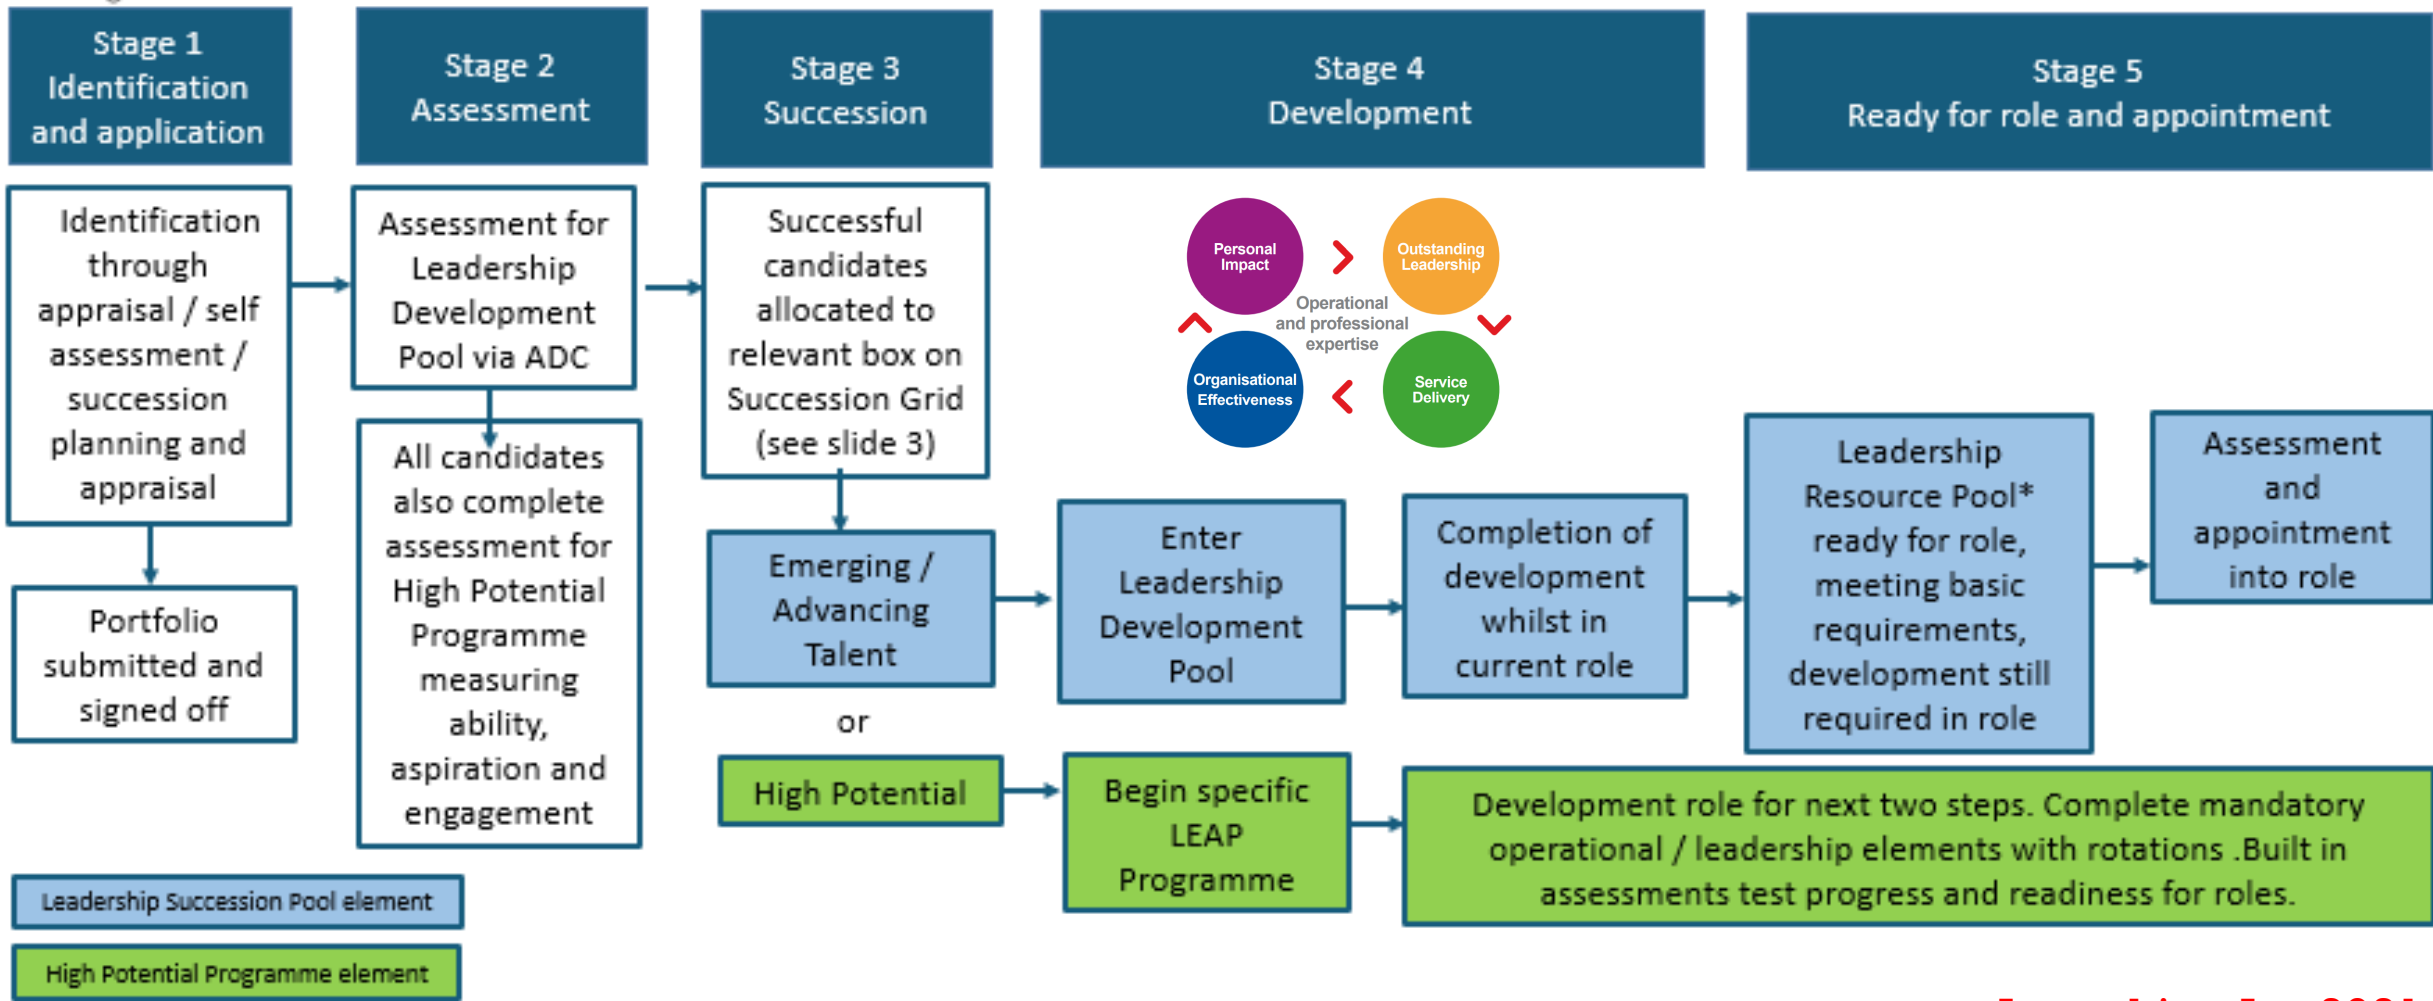 Stage 1
Identification
and application
Stage 2
Assessment
Stage 3
Succession
Stage 4
Development
Stage 5
Ready for role and appointment
Identification
through
appraisal / self
assessment /
succession
planning and
appraisal
Portfolio
submitted and
signed off
Assessment for
Leadership
Development
Pool via ADC
All candidates
also complete
assessment for
High Potential
Programme
measuring
ability,
aspiration and
engagement
Successful
candidates
allocated to
relevant box on
Succession Grid
(see slide 3)
Emerging /
Advancing
Talent
or
High Potential
Personal
Impact
Outstanding
Leadership
Operational
and professional
expertise
Organisational
Effectiveness
Service
Delivery
Enter
Leadership
Development
Pool
Completion of
development
whilst in
current role
Leadership
Resource Pool*
ready for role,
meeting basic
requirements,
development still
required in role
Assessment
and
appointment
into role
Begin specific
LEAP
Programme
Development role for next two steps. Complete mandatory
operational / leadership elements with rotations .Built in
assessments test progress and readiness for roles.
Leadership Succession Pool element
High Potential Programme element